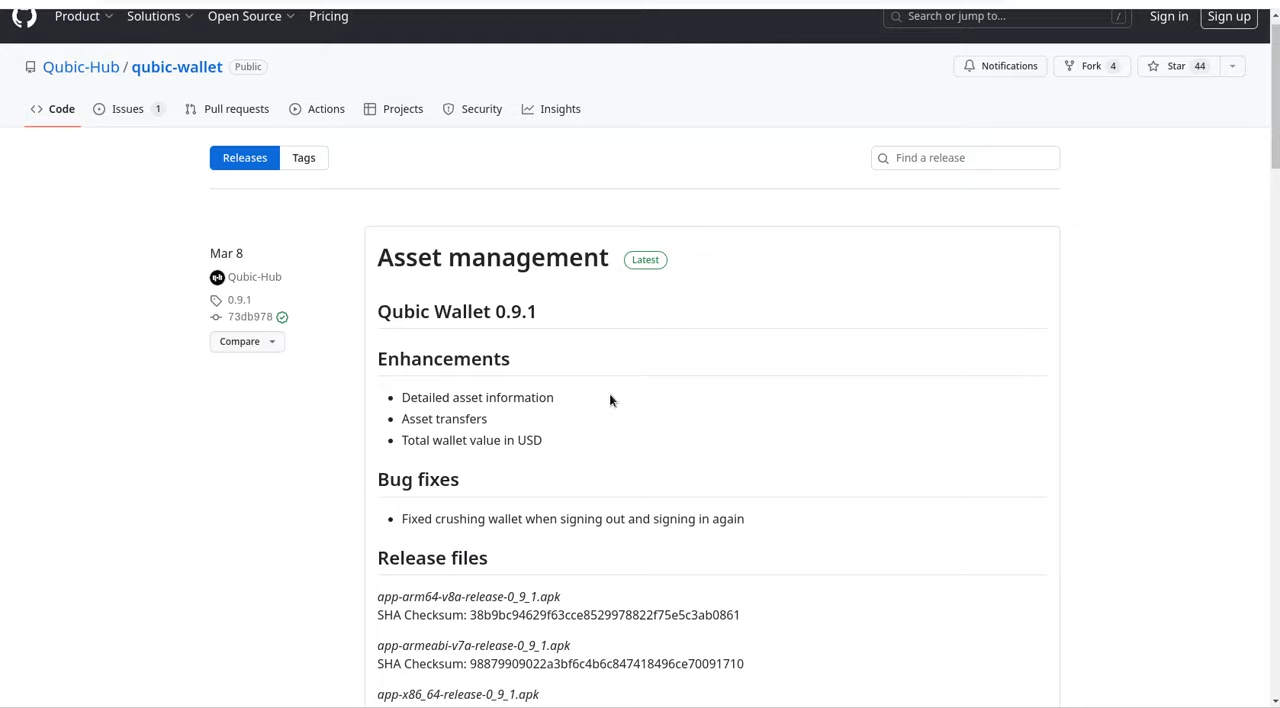 Product Solutions Open Source Pricing Search or jump to... / Sign in Sign up
Qubic-Hub / qubic-wallet Public Notifications Fork 4 Star 44
Code Issues 1 Pull requests Actions Projects Security Insights
Releases Tags Find a release
Mar 8
Qubic-Hub
0.9.1
73db978
Compare
Asset management Latest
Qubic Wallet 0.9.1
Enhancements
Detailed asset information
Asset transfers
Total wallet value in USD
Bug fixes
Fixed crushing wallet when signing out and signing in again
Release files
app-arm64-v8a-release-0_9_1.apk
SHA Checksum: 38b9bc94629f63cce8529978822f75e5c3ab0861
app-armeabi-v7a-release-0_9_1.apk
SHA Checksum: 98879909022a3bf6c4b6c847418496ce70091710
app-x86_64-release-0_9_1.apk